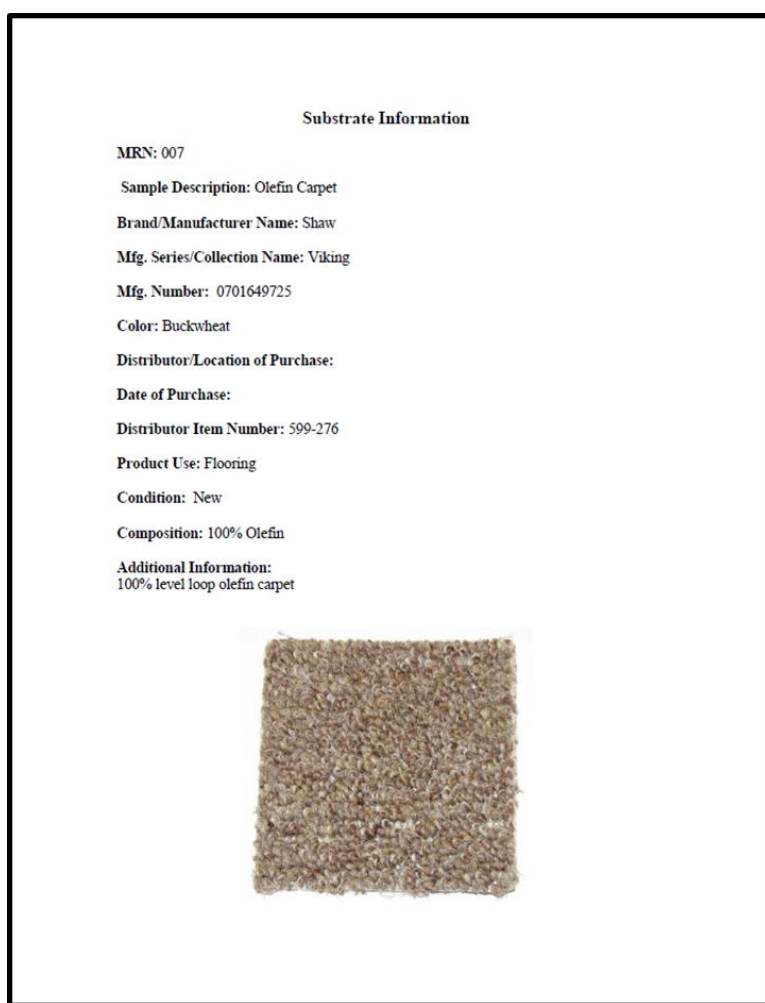 Substrate Information
MRN: 007
Sample Description: Olefin Carpet
Brand/Manufacturer Name: Shaw
Mfg. Series/Collection Name: Viking
Mfg. Number: 0701649725
Color: Buckwheat
Distributor/Location of Purchase:
Date of Purchase:
Distributor Item Number: 599-276
Product Use: Flooring
Condition: New
Composition: 100% Olefin
Additional Information:
100% level loop olefin carpet